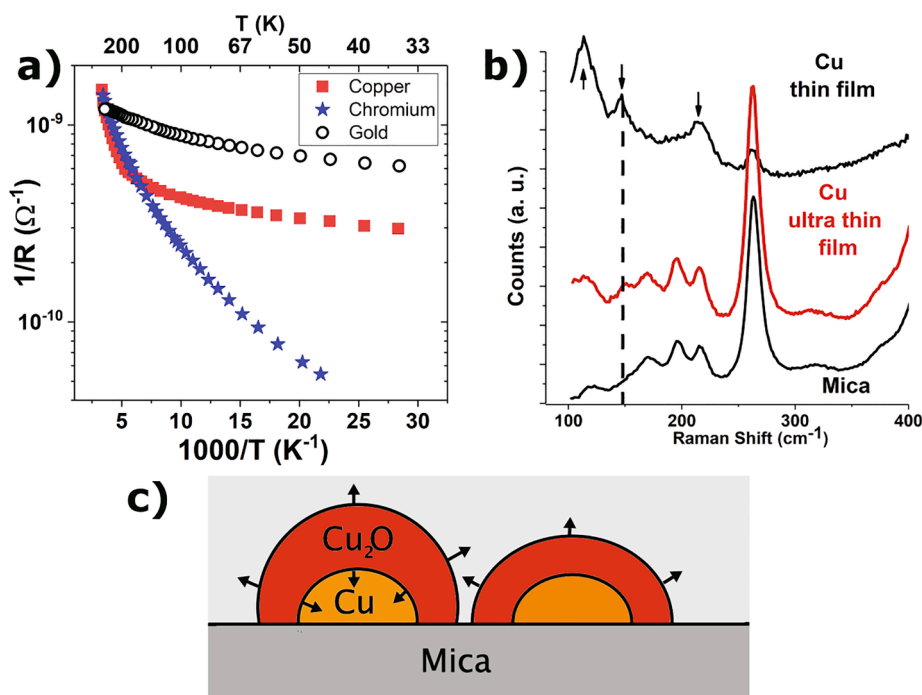 a)
T (K)
200 100 67 50 40 33
Copper
Chromium
Gold
1/R (Ω⁻¹)
10⁻⁹
10⁻¹⁰
5 10 15 20 25 30
1000/T (K⁻¹)
b)
Cu
thin film
Cu
ultra thin
film
Mica
Counts (a. u.)
100 200 300 400
Raman Shift (cm⁻¹)
c)
Cu₂O
Cu
Mica